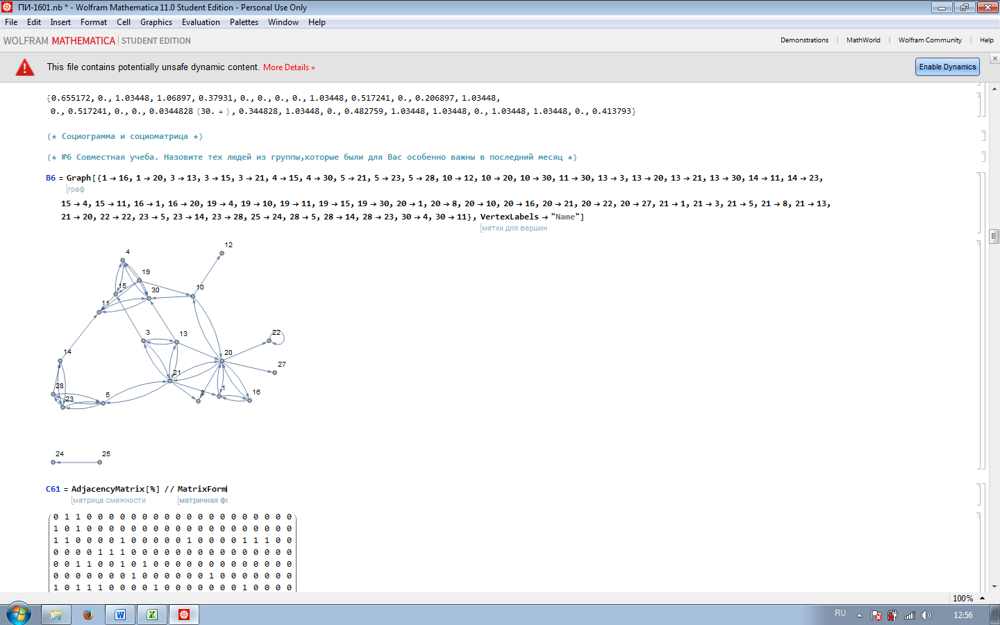 ПИ-1601.nb * - Wolfram Mathematica 11.0 Student Edition - Personal Use Only
File Edit Insert Format Cell Graphics Evaluation Palettes Window Help
WOLFRAM MATHEMATICA | STUDENT EDITION
Demonstrations | MathWorld | Wolfram Community | Help
This file contains potentially unsafe dynamic content. More Details »
Enable Dynamics
{0.655172, 0., 1.03448, 1.06897, 0.37931, 0., 0., 0., 0., 1.03448, 0.517241, 0., 0.206897, 1.03448,
0., 0.517241, 0., 0., 0.0344828 (30. + ), 0.344828, 1.03448, 0., 0.482759, 1.03448, 1.03448, 0., 1.03448, 1.03448, 0., 0.413793}
(* Социограмма и социоматрица *)
(* №6 Совместная учеба. Назовите тех людей из группы,которые были для Вас особенно важны в последний месяц *)
B6 = Graph[{1 → 16, 1 → 20, 3 → 13, 3 → 15, 3 → 21, 4 → 15, 4 → 30, 5 → 21, 5 → 23, 5 → 28, 10 → 12, 10 → 20, 10 → 30, 11 → 30, 13 → 3, 13 → 20, 13 → 21, 13 → 30, 14 → 11, 14 → 23,
граф
15 → 4, 15 → 11, 16 → 1, 16 → 20, 19 → 4, 19 → 10, 19 → 11, 19 → 15, 19 → 30, 20 → 1, 20 → 8, 20 → 10, 20 → 16, 20 → 21, 20 → 22, 20 → 27, 21 → 1, 21 → 3, 21 → 5, 21 → 8, 21 → 13,
21 → 20, 22 → 22, 23 → 5, 23 → 14, 23 → 28, 25 → 24, 28 → 5, 28 → 14, 28 → 23, 30 → 4, 30 → 11}, VertexLabels → "Name"]
метки для вершин
12
4
19
15
30
10
11
3
13
22
14
20
27
21
28
8
1
16
23
5
24
25
C61 = AdjacencyMatrix[%] // MatrixForm
матрица смежности
матричная фо
0 1 1 0 0 0 0 0 0 0 0 0 0 0 0 0 0 0 0 0 0 0
1 0 1 0 0 0 0 0 0 0 0 0 0 0 0 0 0 0 0 0 0 0
1 1 0 0 0 0 1 0 0 0 0 0 1 0 0 0 0 1 1 1 0 0
0 0 0 0 1 1 1 0 0 0 0 0 0 0 0 0 0 0 0 0 0 0
0 0 1 1 0 0 1 0 1 0 0 0 0 0 0 0 0 0 0 0 0 0
0 0 0 0 0 0 0 1 0 0 0 0 0 0 1 0 0 0 0 0 0 0
1 0 1 1 1 0 0 0 0 1 0 0 0 0 0 0 0 1 0 0 0 0
100%
RU
12:56